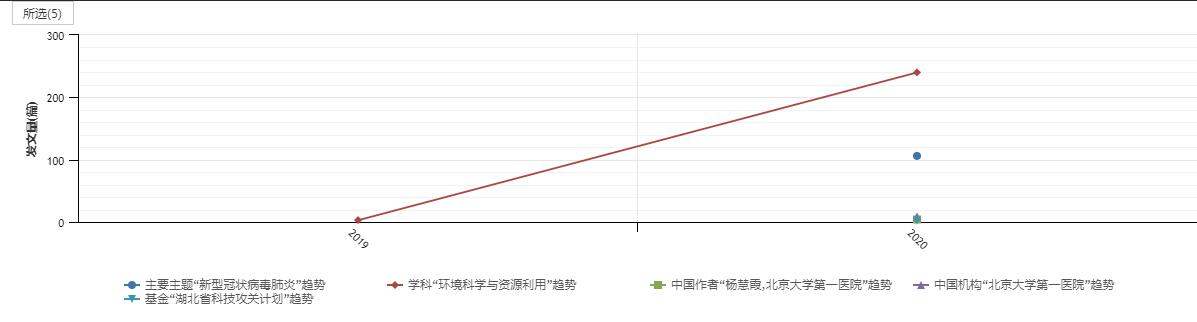 所选(5)
300
200
100
0
发文量(篇)
2019
2020
主要主题“新型冠状病毒肺炎”趋势
学科“环境科学与资源利用”趋势
中国作者“杨慧霞,北京大学第一医院”趋势
中国机构“北京大学第一医院”趋势
基金“湖北省科技攻关计划”趋势